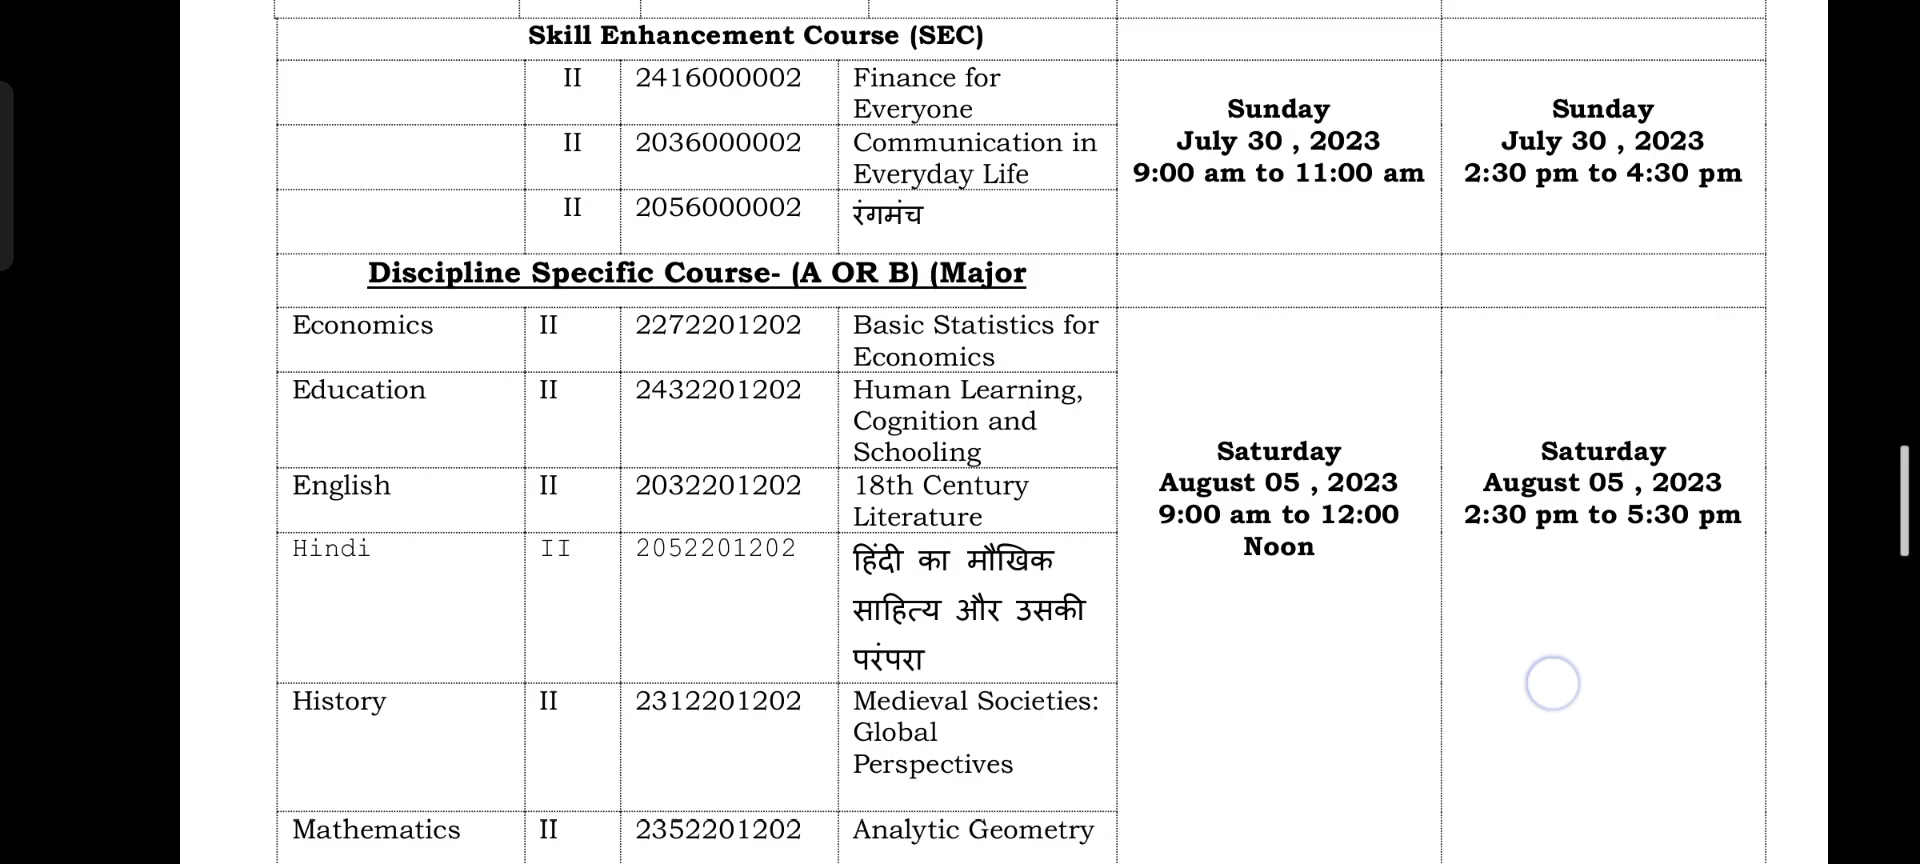 Skill Enhancement Course (SEC)
II 2416000002 Finance for
Everyone
II 2036000002 Communication in
Everyday Life
II 2056000002 रंगमंच
Sunday
July 30 , 2023
9:00 am to 11:00 am
Sunday
July 30 , 2023
2:30 pm to 4:30 pm
Discipline Specific Course- (A OR B) (Major
Economics II 2272201202 Basic Statistics for
Economics
Education II 2432201202 Human Learning,
Cognition and
Schooling
English II 2032201202 18th Century
Literature
Hindi II 2052201202 हिंदी का मौखिक
साहित्य और उसकी
परंपरा
History II 2312201202 Medieval Societies:
Global
Perspectives
Mathematics II 2352201202 Analytic Geometry
Saturday
August 05 , 2023
9:00 am to 12:00
Noon
Saturday
August 05 , 2023
2:30 pm to 5:30 pm